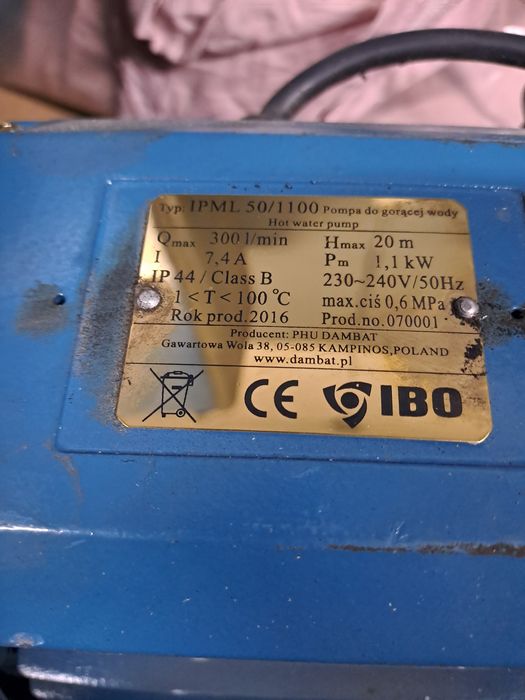 Typ: IPML 50/1100 Pompa do gorącej wody
Hot water pump
Qmax 300 l/min Hmax 20 m
I 7,4 A Pm 1,1 kW
IP 44 / Class B 230~240V/50Hz
1 < T < 100 °C max.ciś 0,6 MPa
Rok prod. 2016 Prod.no. 070001
Producent: PHU DAMBAT
Gawartowa Wola 38, 05-085 KAMPINOS,POLAND
www.dambat.pl
CE IBO